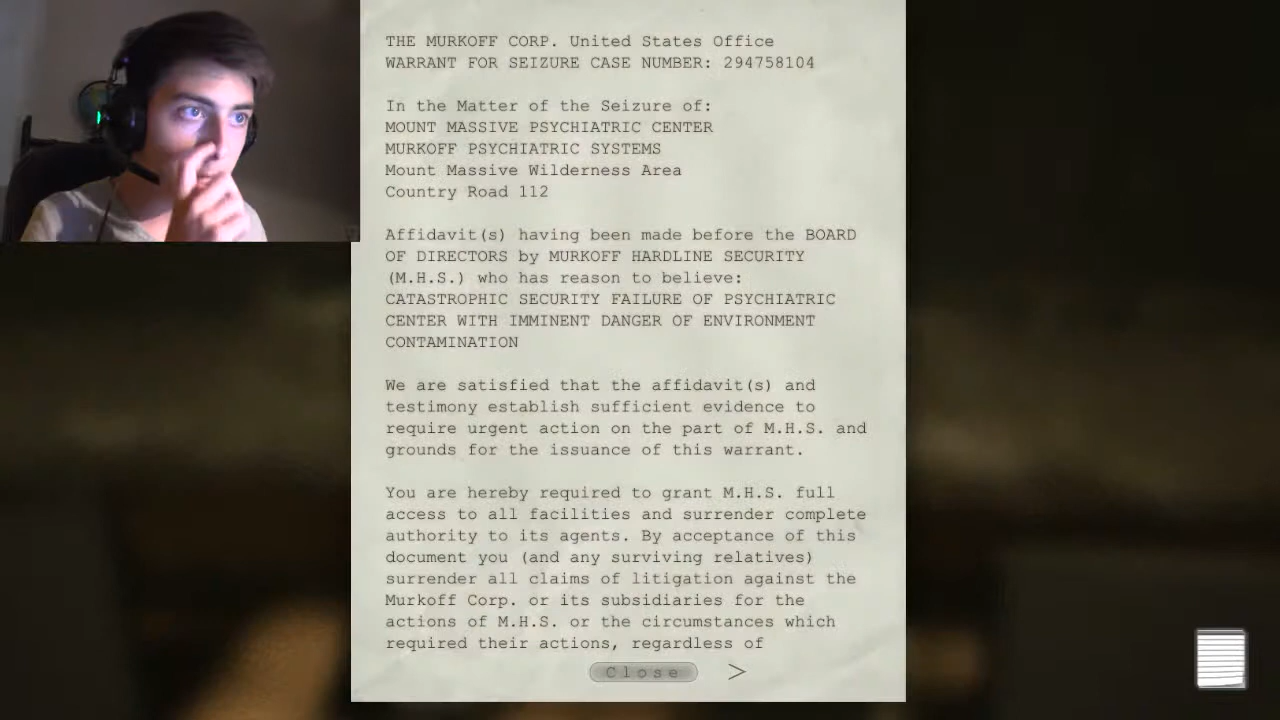 THE MURKOFF CORP. United States Office
WARRANT FOR SEIZURE CASE NUMBER: 294758104
In the Matter of the Seizure of:
MOUNT MASSIVE PSYCHIATRIC CENTER
MURKOFF PSYCHIATRIC SYSTEMS
Mount Massive Wilderness Area
Country Road 112
Affidavit(s) having been made before the BOARD
OF DIRECTORS by MURKOFF HARDLINE SECURITY
(M.H.S.) who has reason to believe:
CATASTROPHIC SECURITY FAILURE OF PSYCHIATRIC
CENTER WITH IMMINENT DANGER OF ENVIRONMENT
CONTAMINATION
We are satisfied that the affidavit(s) and
testimony establish sufficient evidence to
require urgent action on the part of M.H.S. and
grounds for the issuance of this warrant.
You are hereby required to grant M.H.S. full
access to all facilities and surrender complete
authority to its agents. By acceptance of this
document you (and any surviving relatives)
surrender all claims of litigation against the
Murkoff Corp. or its subsidiaries for the
actions of M.H.S. or the circumstances which
required their actions, regardless of
Close >